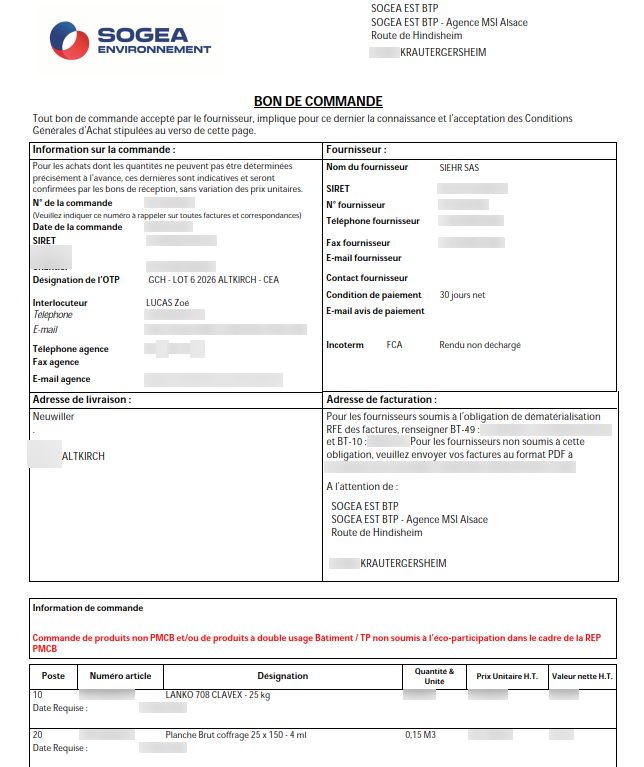 SOGEA
ENVIRONNEMENT
SOGEA EST BTP
SOGEA EST BTP - Agence MSI Alsace
Route de Hindisheim
KRAUTERGERSHEIM
BON DE COMMANDE
Tout bon de commande accepté par le fournisseur, implique pour ce dernier la connaissance et l'acceptation des Conditions
Générales d'Achat stipulées au verso de cette page.
Information sur la commande :
Pour les achats dont les quantités ne peuvent pas être déterminées
précisément à l'avance, ces dernières sont indicatives et seront
confirmées par les bons de réception, sans variation des prix unitaires.
N° de la commande
(Veuillez indiquer ce numéro à rappeler sur toutes factures et correspondances)
Date de la commande
SIRET
Désignation de l'OTP GCH - LOT 6 2026 ALTKIRCH - CEA
Interlocuteur LUCAS Zoé
Téléphone
E-mail
Téléphone agence
Fax agence
E-mail agence
Fournisseur :
Nom du fournisseur SIEHR SAS
SIRET
N° fournisseur
Téléphone fournisseur
Fax fournisseur
E-mail fournisseur
Contact fournisseur
Condition de paiement 30 jours net
E-mail avis de paiement
Incoterm FCA Rendu non déchargé
Adresse de livraison :
Neuwiller
.
ALTKIRCH
Adresse de facturation :
Pour les fournisseurs soumis à l'obligation de dématérialisation
RFE des factures, renseigner BT-49 :
et BT-10 : Pour les fournisseurs non soumis à cette
obligation, veuillez envoyer vos factures au format PDF à
A l'attention de :
SOGEA EST BTP
SOGEA EST BTP - Agence MSI Alsace
Route de Hindisheim
KRAUTERGERSHEIM
Information de commande
Commande de produits non PMCB et/ou de produits à double usage Bâtiment / TP non soumis à l'éco-participation dans le cadre de la REP
PMCB
Poste Numéro article Désignation Quantité & Unité Prix Unitaire H.T. Valeur nette H.T.
10 LANKO 708 CLAVEX - 25 kg
Date Requise :
20 Planche Brut coffrage 25 x 150 - 4 ml 0,15 M3
Date Requise :